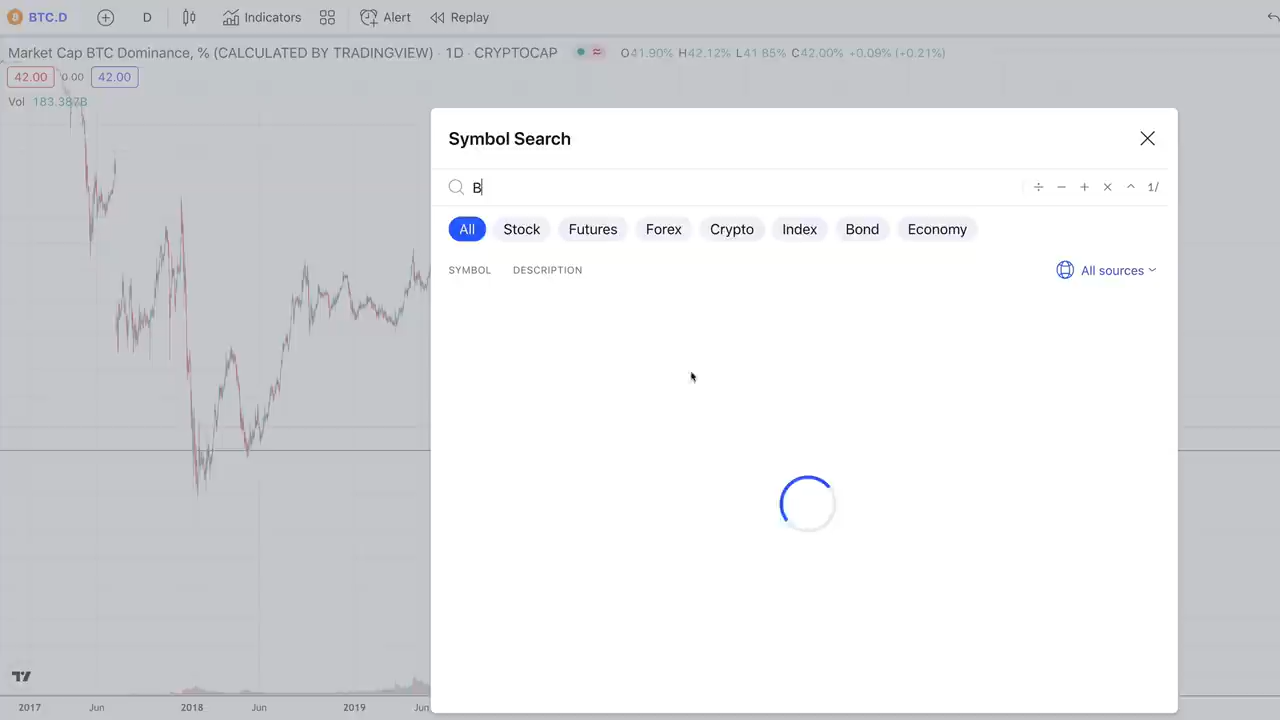 BTC.D D Indicators Alert Replay
Market Cap BTC Dominance, % (CALCULATED BY TRADINGVIEW) · 1D · CRYPTOCAP O41.90% H42.12% L41.85% C42.00% +0.09% (+0.21%)
42.00 0.00 42.00
Vol 183.387B
Symbol Search
B
÷ − + × ^ 1/
All Stock Futures Forex Crypto Index Bond Economy
SYMBOL DESCRIPTION All sources
2017 Jun 2018 Jun 2019 Jun